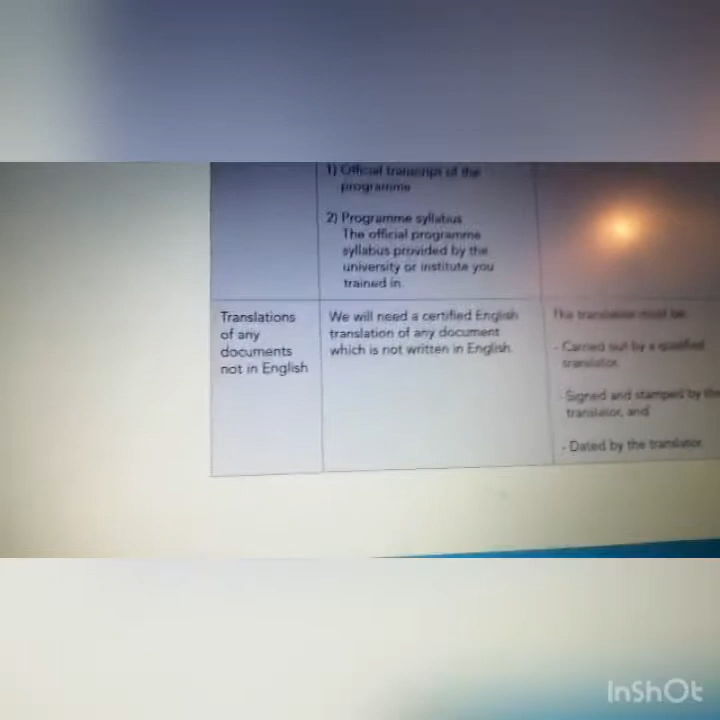 1) Official transcript of the
programme
2) Programme syllabus
The official programme
syllabus provided by the
university or institute you
trained in.
Translations
of any
documents
not in English
We will need a certified English
translation of any document
which is not written in English.
The translation must be:
- Carried out by a qualified
translator,
- Signed and stamped by the
translator, and
- Dated by the translator.
InShOt